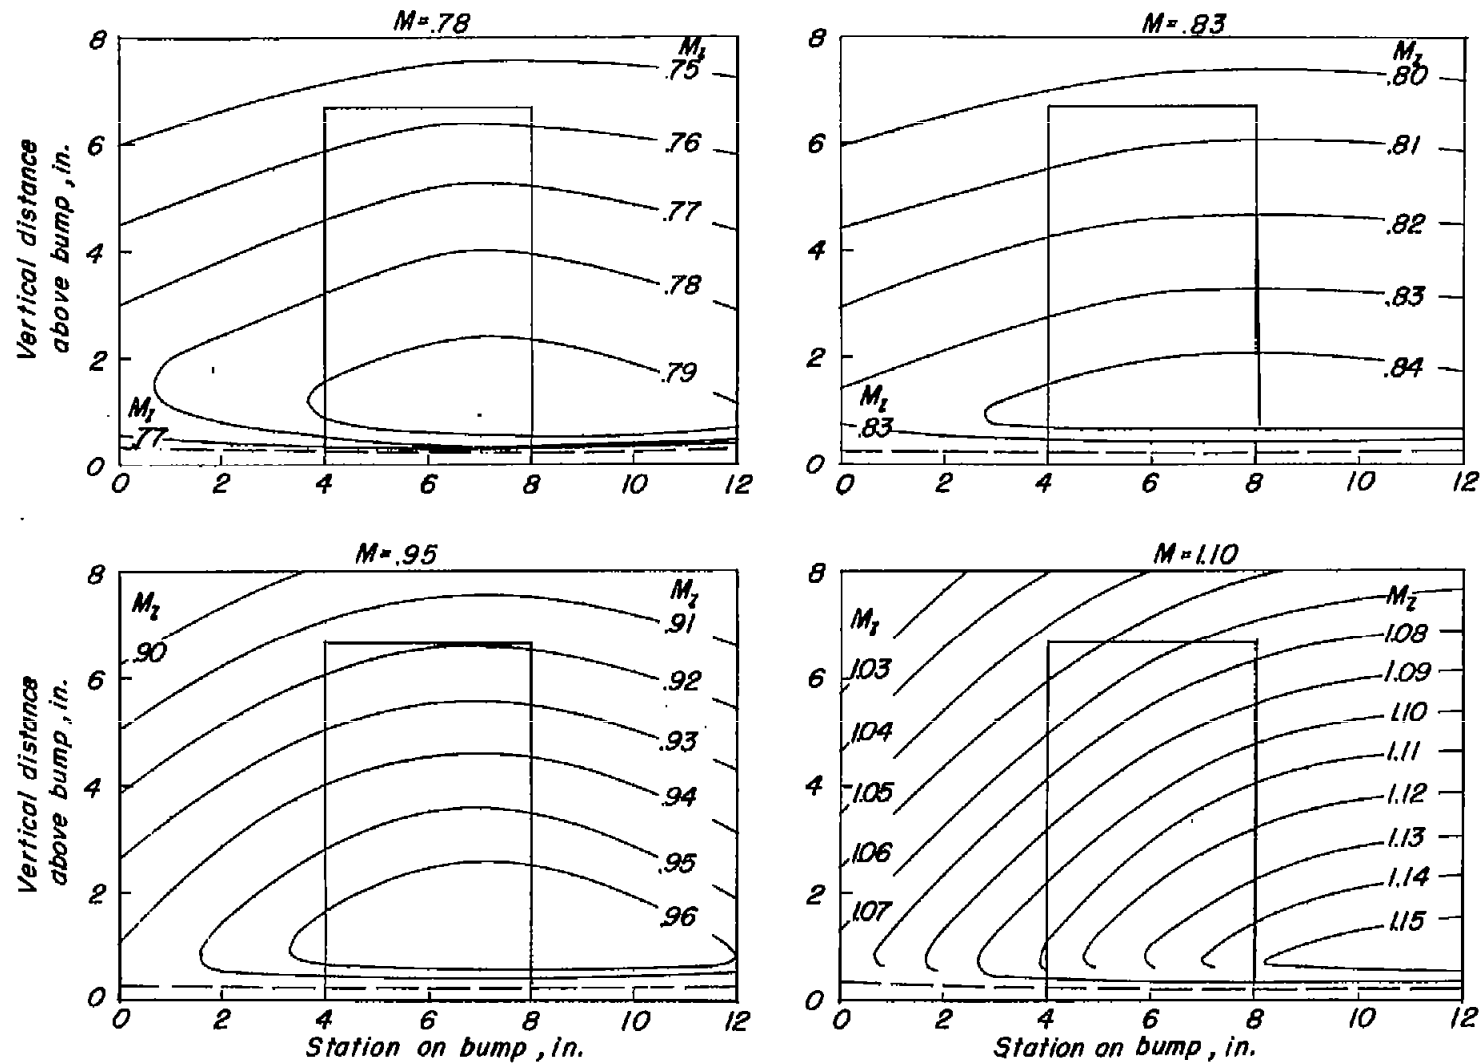 M=.78
8
6
4
2
0
Vertical distance
above bump, in.
M_l
.75
.76
.77
.78
.79
M_l
.77
0 2 4 6 8 10 12
M=.83
8
6
4
2
0
M_l
.80
.81
.82
.83
.84
M_l
.83
0 2 4 6 8 10 12
M=.95
8
6
4
2
0
Vertical distance
above bump, in.
M_l
.90
M_l
.91
.92
.93
.94
.95
.96
0 2 4 6 8 10 12
Station on bump, in.
M=1.10
8
6
4
2
0
M_l
1.03
1.04
1.05
1.06
1.07
M_l
1.08
1.09
1.10
1.11
1.12
1.13
1.14
1.15
0 2 4 6 8 10 12
Station on bump, in.